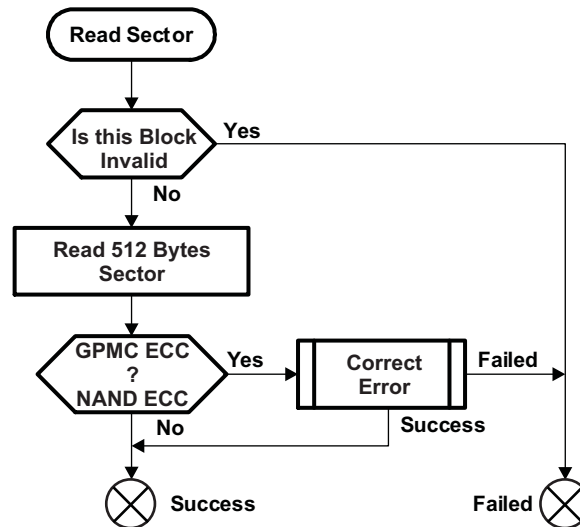 Read Sector
Is this Block
Invalid
Yes
No
Read 512 Bytes
Sector
GPMC ECC
?
NAND ECC
Yes
No
Correct
Error
Failed
Success
Success
Failed